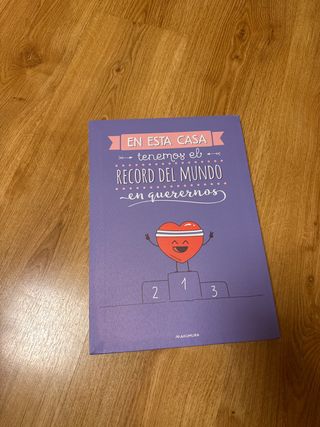 EN ESTA CASA
tenemos el
RECORD DEL MUNDO
en querernos
2 1 3